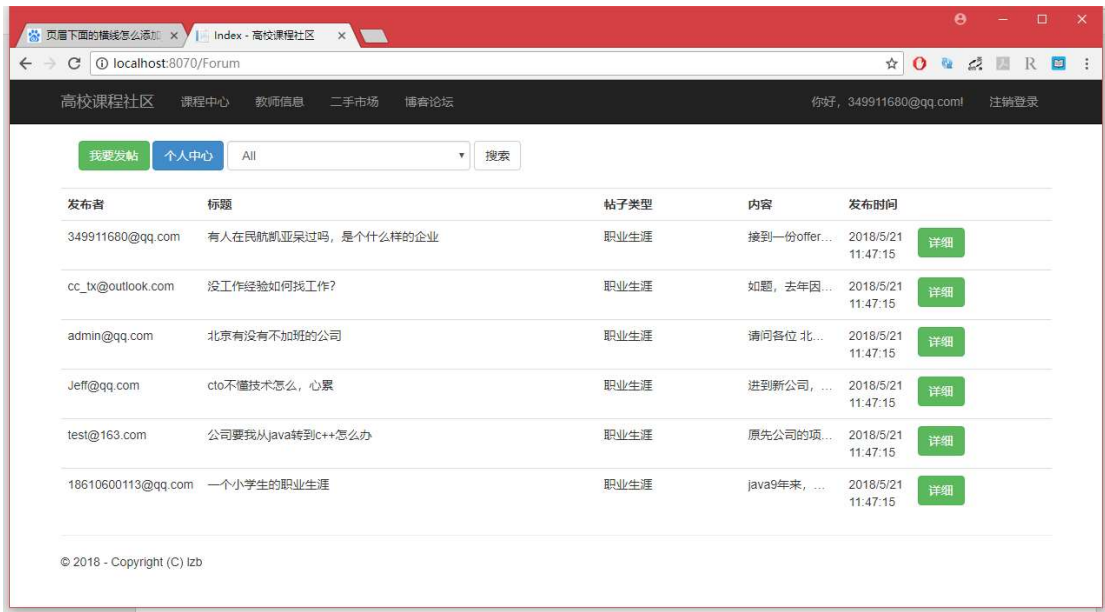 页眉下面的横线怎么添加
Index - 高校课程社区
localhost:8070/Forum
高校课程社区 课程中心 教师信息 二手市场 博客论坛 你好，349911680@qq.com! 注销登录
我要发帖 个人中心 All 搜索
发布者 标题 帖子类型 内容 发布时间
349911680@qq.com 有人在民航凯亚呆过吗，是个什么样的企业 职业生涯 接到一份offer... 2018/5/21 11:47:15 详细
cc_tx@outlook.com 没工作经验如何找工作? 职业生涯 如题，去年因... 2018/5/21 11:47:15 详细
admin@qq.com 北京有没有不加班的公司 职业生涯 请问各位 北... 2018/5/21 11:47:15 详细
Jeff@qq.com cto不懂技术怎么，心累 职业生涯 进到新公司，... 2018/5/21 11:47:15 详细
test@163.com 公司要我从java转到c++怎么办 职业生涯 原先公司的项... 2018/5/21 11:47:15 详细
18610600113@qq.com 一个小学生的职业生涯 职业生涯 java9年来，... 2018/5/21 11:47:15 详细
© 2018 - Copyright (C) lzb